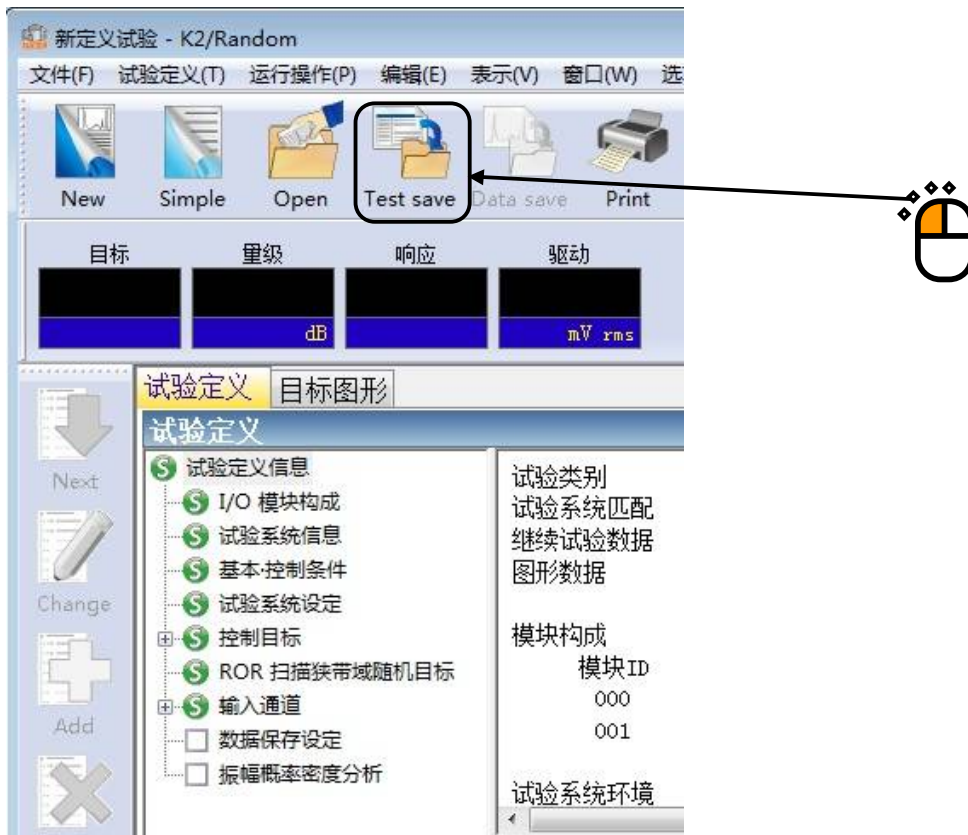 新定义试验 - K2/Random
文件(F) 试验定义(T) 运行操作(P) 编辑(E) 表示(V) 窗口(W) 选
New Simple Open Test save Data save Print
目标 量级 响应 驱动
dB mV rms
试验定义 目标图形
试验定义
Next
Change
Add
试验定义信息
I/O 模块构成
试验系统信息
基本·控制条件
试验系统设定
控制目标
ROR 扫描狭带域随机目标
输入通道
数据保存设定
振幅概率密度分析
试验类别
试验系统匹配
继续试验数据
图形数据
模块构成
模块ID
000
001
试验系统环境